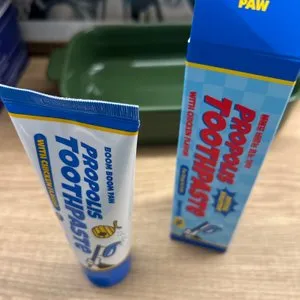 BOOM BOOM PAW
PROPOLIS
TOOTHPASTE
WITH CHICKEN FLAVOR
PAW
PROPOLIS
TOOTHPASTE
WITH CHICKEN FLAVOR